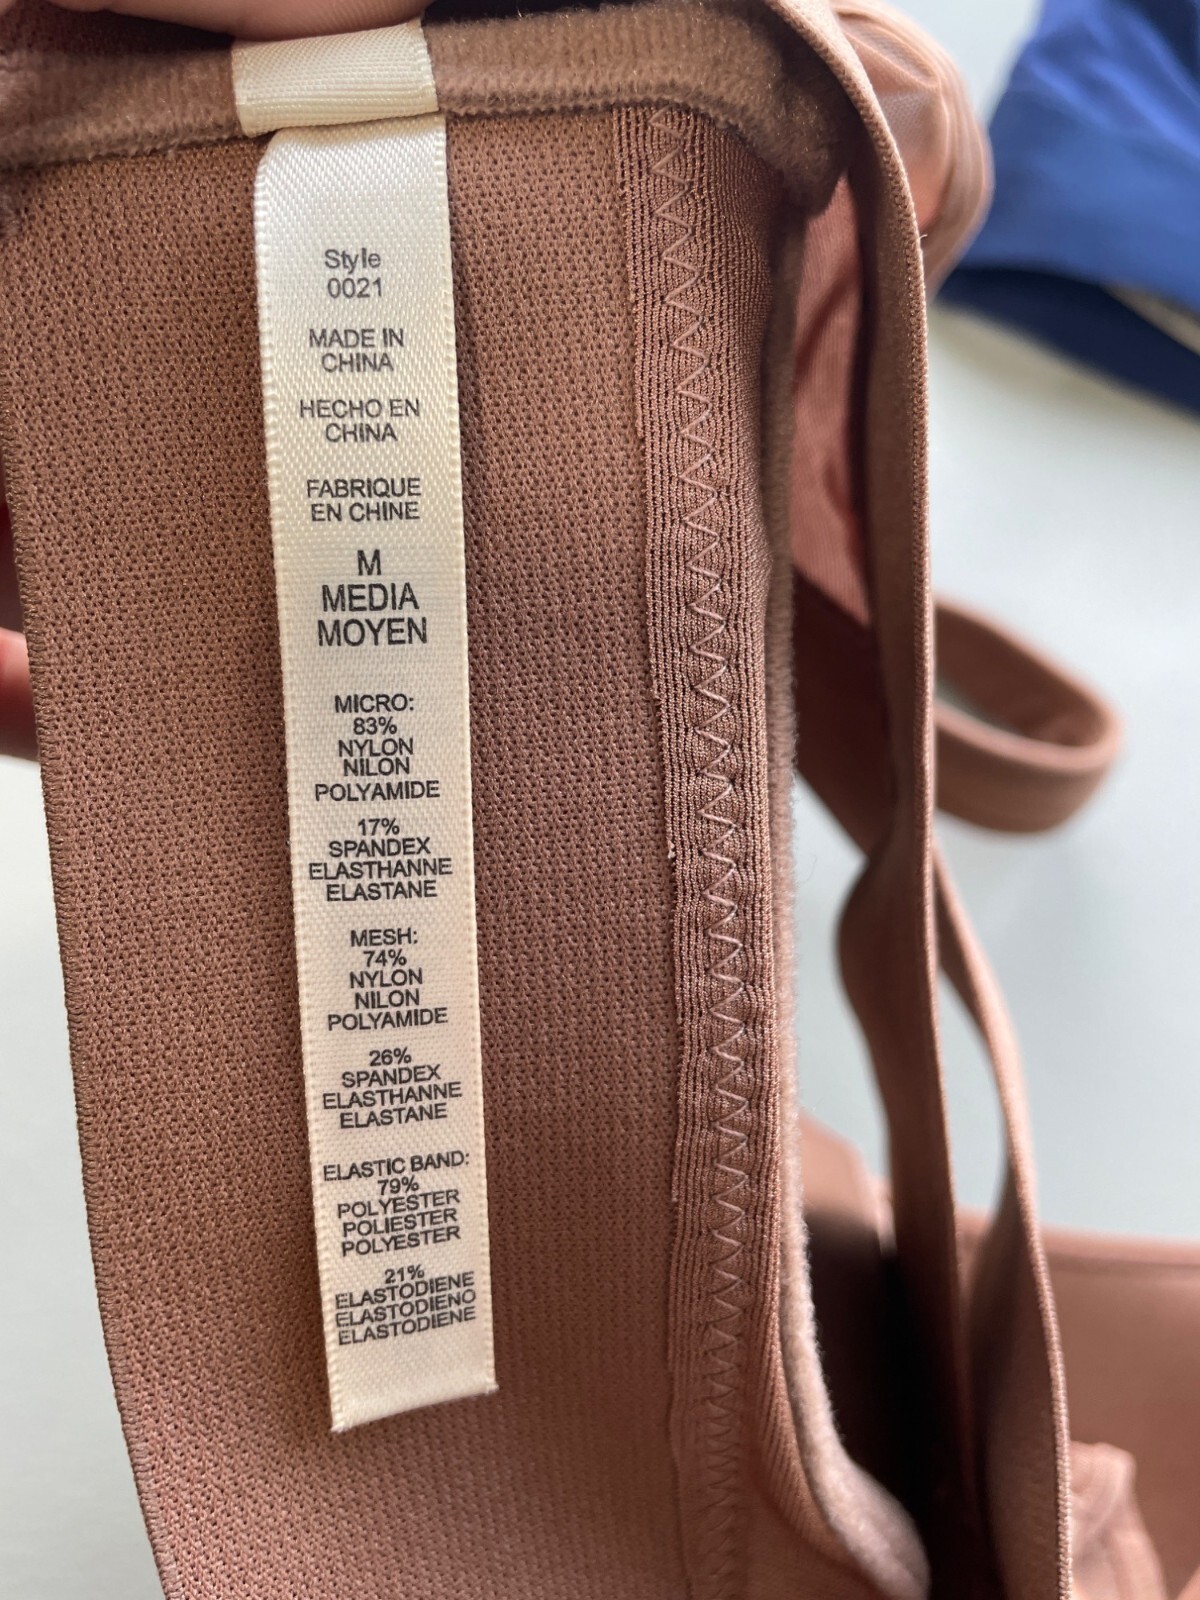 Style
0021
MADE IN
CHINA
HECHO EN
CHINA
FABRIQUE
EN CHINE
M
MEDIA
MOYEN
MICRO:
83%
NYLON
NILON
POLYAMIDE
17%
SPANDEX
ELASTHANNE
ELASTANE
MESH:
74%
NYLON
NILON
POLYAMIDE
26%
SPANDEX
ELASTHANNE
ELASTANE
ELASTIC BAND:
79%
POLYESTER
POLIESTER
POLYESTER
21%
ELASTODIENE
ELASTODIENO
ELASTODIENE